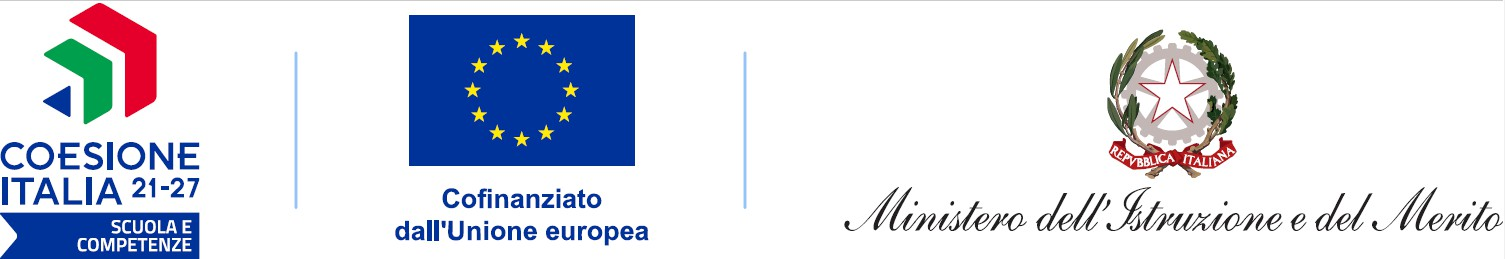 COESIONE
ITALIA 21-27
SCUOLA E
COMPETENZE
Cofinanziato
dall'Unione europea
REPVBBLICA ITALIANA
Ministero dell'Istruzione e del Merito